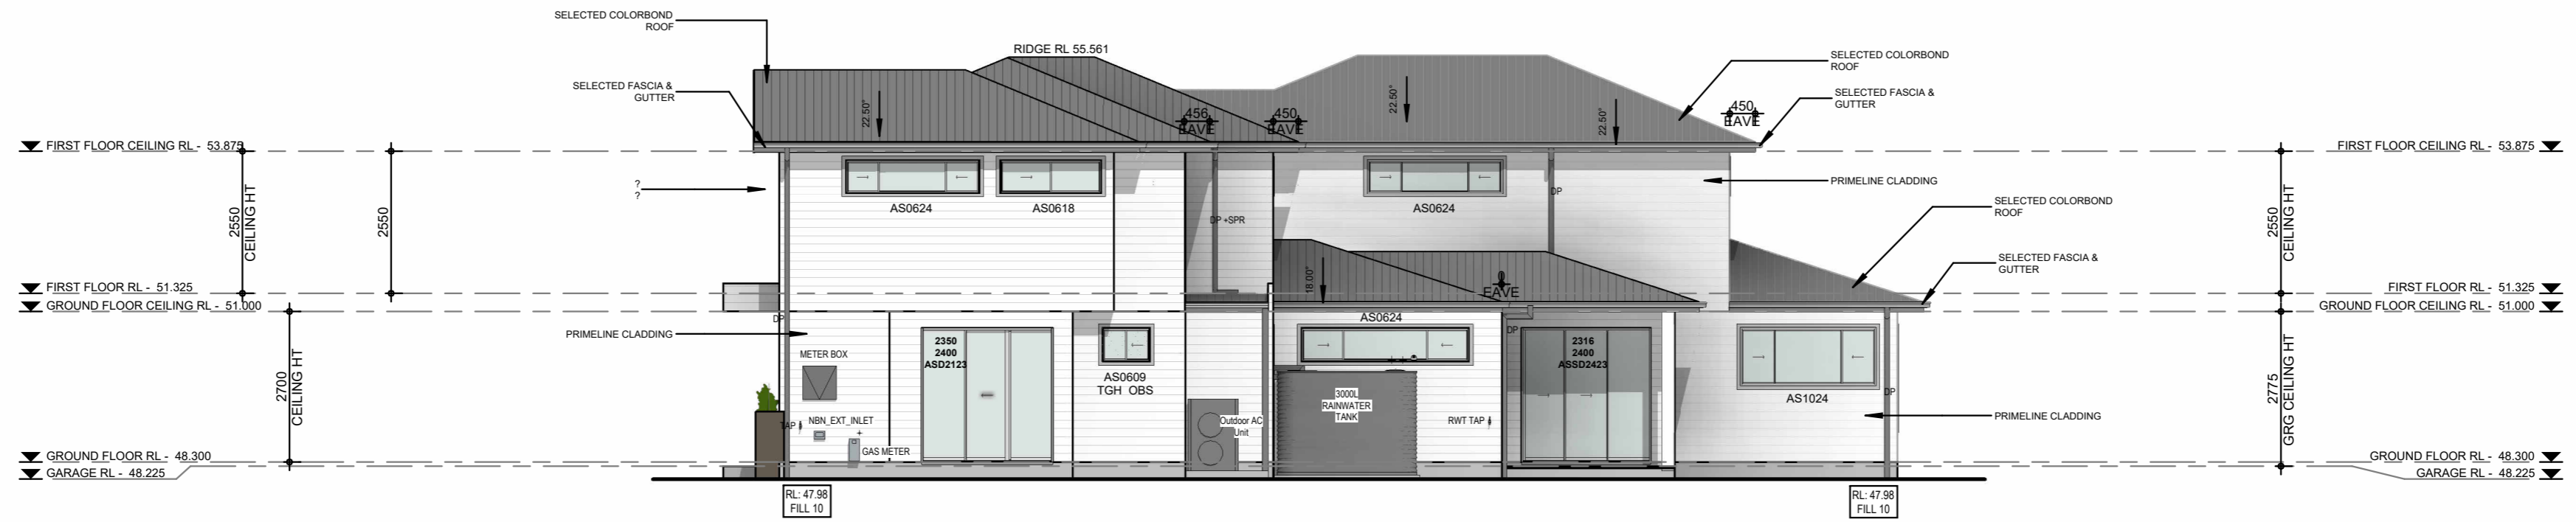 SELECTED COLORBOND
ROOF
RIDGE RL 55.561
SELECTED COLORBOND
ROOF
SELECTED FASCIA &
GUTTER
SELECTED FASCIA &
GUTTER
22.50°
22.50°
22.50°
456
EAVE
450
EAVE
450
EAVE
FIRST FLOOR CEILING RL - 53.875
FIRST FLOOR CEILING RL - 53.875
?
?
PRIMELINE CLADDING
DP
AS0624
AS0618
AS0624
SELECTED COLORBOND
ROOF
DP +SPR
2550
CEILING HT
2550
2550
CEILING HT
SELECTED FASCIA &
GUTTER
18.00°
0
EAVE
FIRST FLOOR RL - 51.325
FIRST FLOOR RL - 51.325
GROUND FLOOR CEILING RL - 51.000
GROUND FLOOR CEILING RL - 51.000
DP
AS0624
DP
PRIMELINE CLADDING
2350
2400
ASD2123
2316
2400
ASSD2423
METER BOX
AS0609
TGH OBS
2700
CEILING HT
2775
GRG CEILING HT
3000L
RAINWATER
TANK
DP
AS1024
PRIMELINE CLADDING
TAP
NBN_EXT_INLET
Outdoor AC
Unit
RWT TAP
GAS METER
GROUND FLOOR RL - 48.300
GROUND FLOOR RL - 48.300
GARAGE RL - 48.225
GARAGE RL - 48.225
RL: 47.98
FILL 10
RL: 47.98
FILL 10